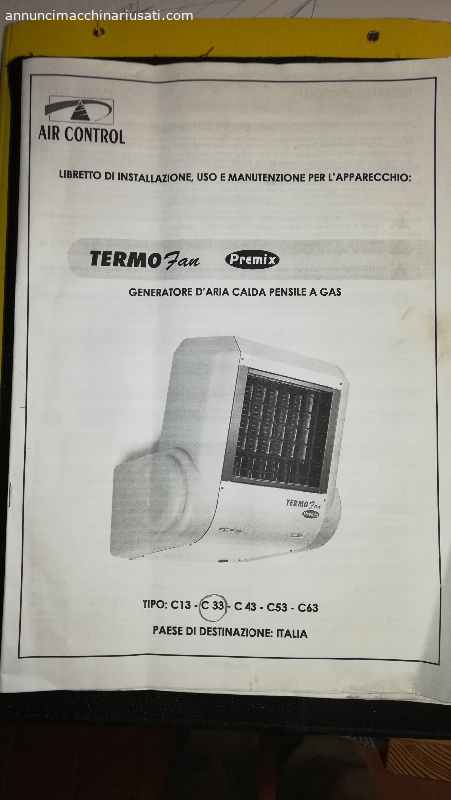 annuncimacchinariusati.com
AIR CONTROL
LIBRETTO DI INSTALLAZIONE, USO E MANUTENZIONE PER L'APPARECCHIO:
TERMO Fan Premix
GENERATORE D'ARIA CALDA PENSILE A GAS
TERMO Fan
Premix
TIPO: C13 - C 33 - C 43 - C53 - C63
PAESE DI DESTINAZIONE: ITALIA